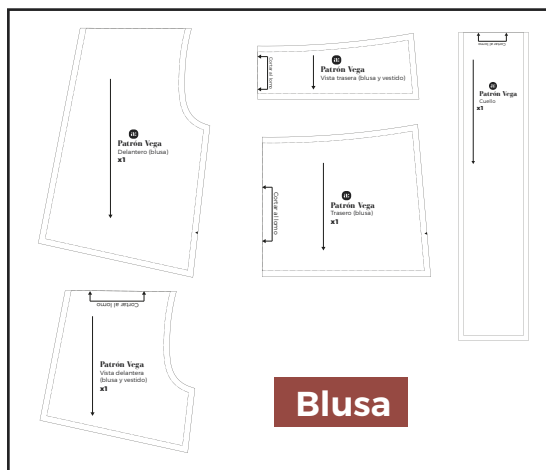 Patrón Vega
Delantero (blusa)
x1
Cortar al lomo
Patrón Vega
Vista trasera (blusa y vestido)
Cortar al lomo
Patrón Vega
Trasero (blusa)
x1
Cortar al lomo
Patrón Vega
Cuello
x1
Cortar al lomo
Patrón Vega
Vista delantera
(blusa y vestido)
x1
Blusa